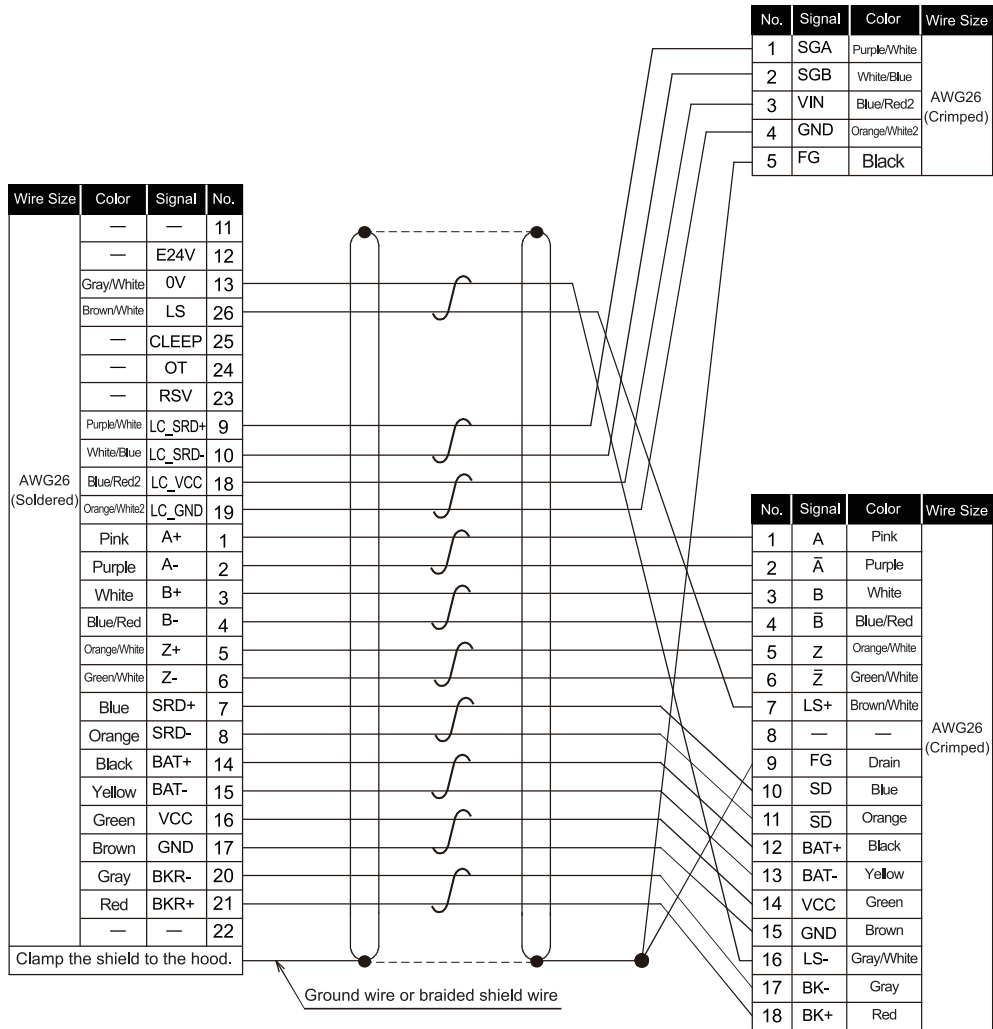 No. Signal Color Wire Size
1 SGA Purple/White
2 SGB White/Blue
3 VIN Blue/Red2
4 GND Orange/White2
5 FG Black
AWG26
(Crimped)
Wire Size Color Signal No.
— — 11
— E24V 12
Gray/White 0V 13
Brown/White LS 26
— CLEEP 25
— OT 24
— RSV 23
Purple/White LC_SRD+ 9
White/Blue LC_SRD- 10
Blue/Red2 LC_VCC 18
Orange/White2 LC_GND 19
Pink A+ 1
Purple A- 2
White B+ 3
Blue/Red B- 4
Orange/White Z+ 5
Green/White Z- 6
Blue SRD+ 7
Orange SRD- 8
Black BAT+ 14
Yellow BAT- 15
Green VCC 16
Brown GND 17
Gray BKR- 20
Red BKR+ 21
— — 22
AWG26
(Soldered)
Clamp the shield to the hood.
Ground wire or braided shield wire
No. Signal Color Wire Size
1 A Pink
2 A̅ Purple
3 B White
4 B̅ Blue/Red
5 Z Orange/White
6 Z̅ Green/White
7 LS+ Brown/White
8 — —
9 FG Drain
10 SD Blue
11 S̅D̅ Orange
12 BAT+ Black
13 BAT- Yellow
14 VCC Green
15 GND Brown
16 LS- Gray/White
17 BK- Gray
18 BK+ Red
AWG26
(Crimped)